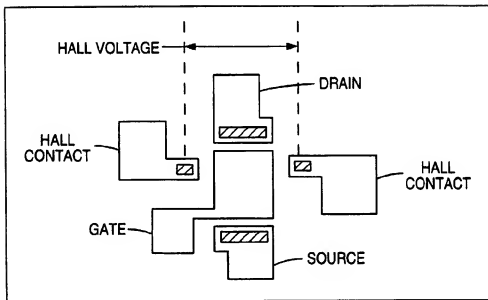 HALL VOLTAGE
DRAIN
HALL
CONTACT
HALL
CONTACT
GATE
SOURCE